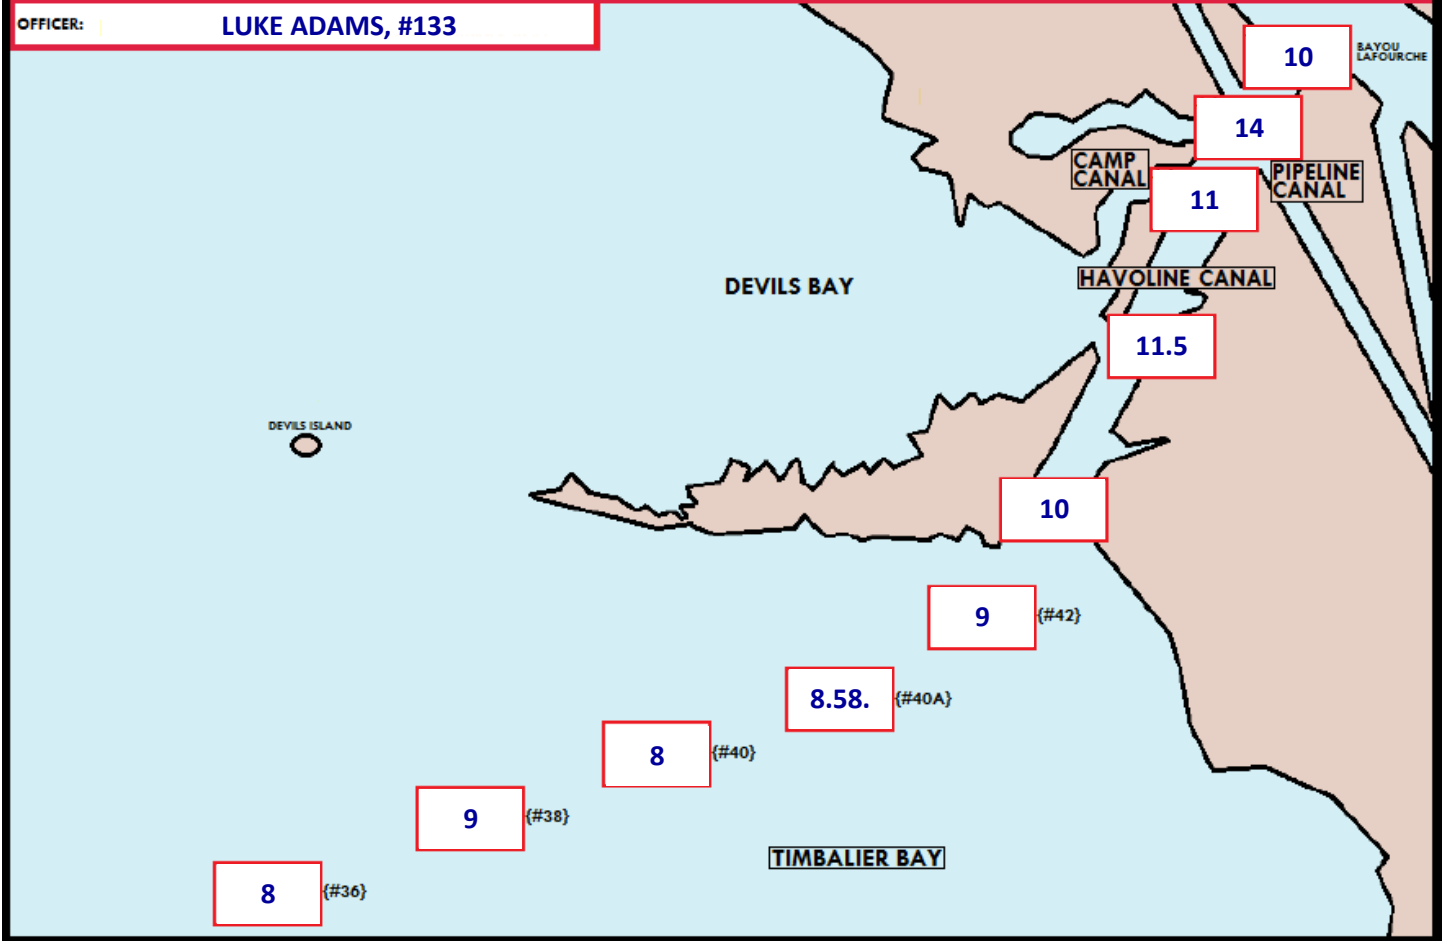 OFFICER: LUKE ADAMS, #133
10
BAYOU
LAFOURCHE
14
CAMP
CANAL
PIPELINE
CANAL
11
HAVOLINE CANAL
DEVILS BAY
11.5
DEVILS ISLAND
10
9 {#42}
8.58. {#40A}
8 {#40}
9 {#38}
TIMBALIER BAY
8 {#36}